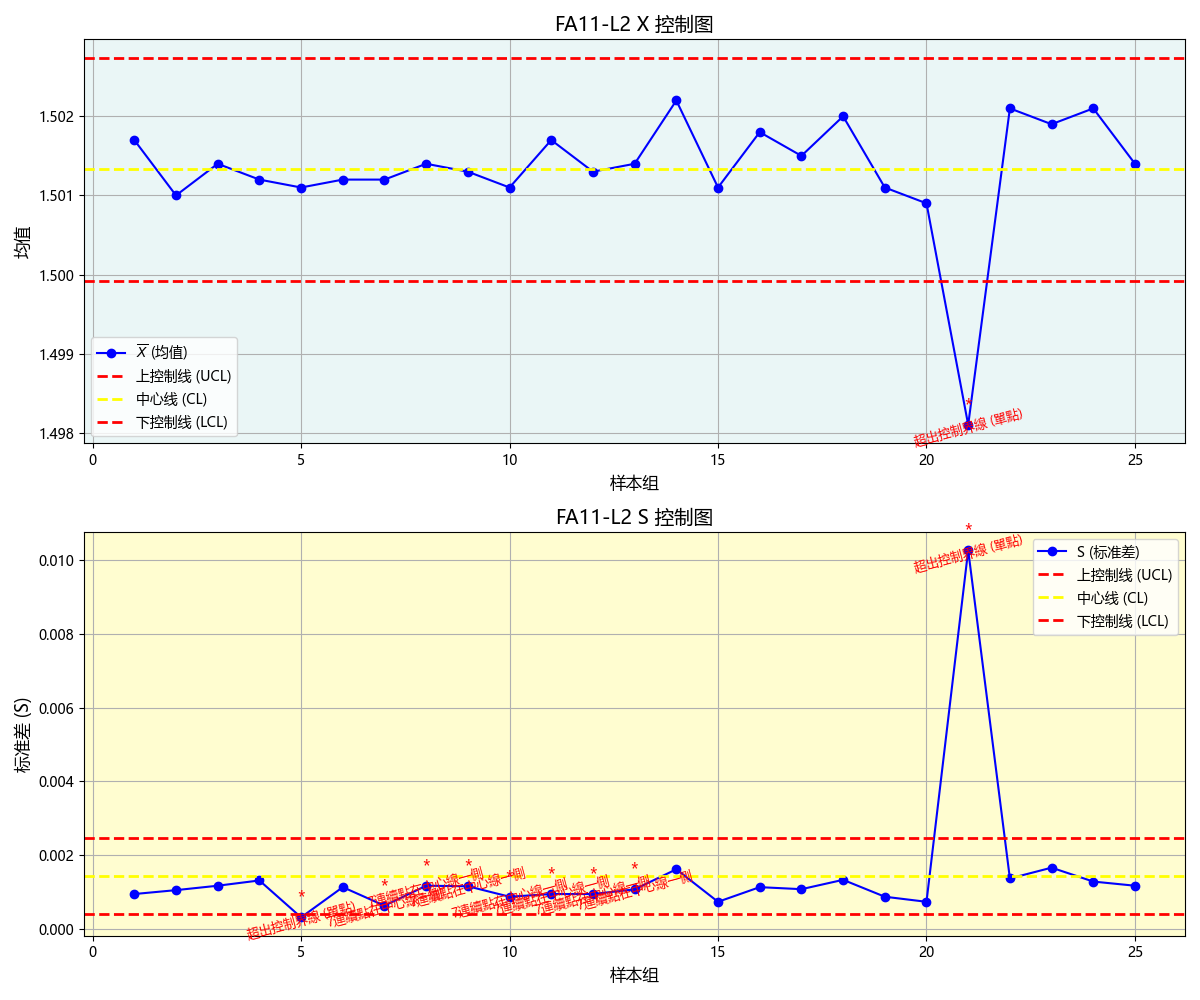 FA11-L2 X 控制图
均值
1.502
1.501
1.500
1.499
1.498
X (均值)
上控制线 (UCL)
中心线 (CL)
下控制线 (LCL)
*
超出控制界線 (單點)
0
5
10
15
20
25
样本组
FA11-L2 S 控制图
标准差 (S)
0.010
0.008
0.006
0.004
0.002
0.000
S (标准差)
上控制线 (UCL)
中心线 (CL)
下控制线 (LCL)
*
超出控制界線 (單點)
*
*
*
*
*
*
*
*
超出控制界線 (單點)
0
5
10
15
20
25
样本组